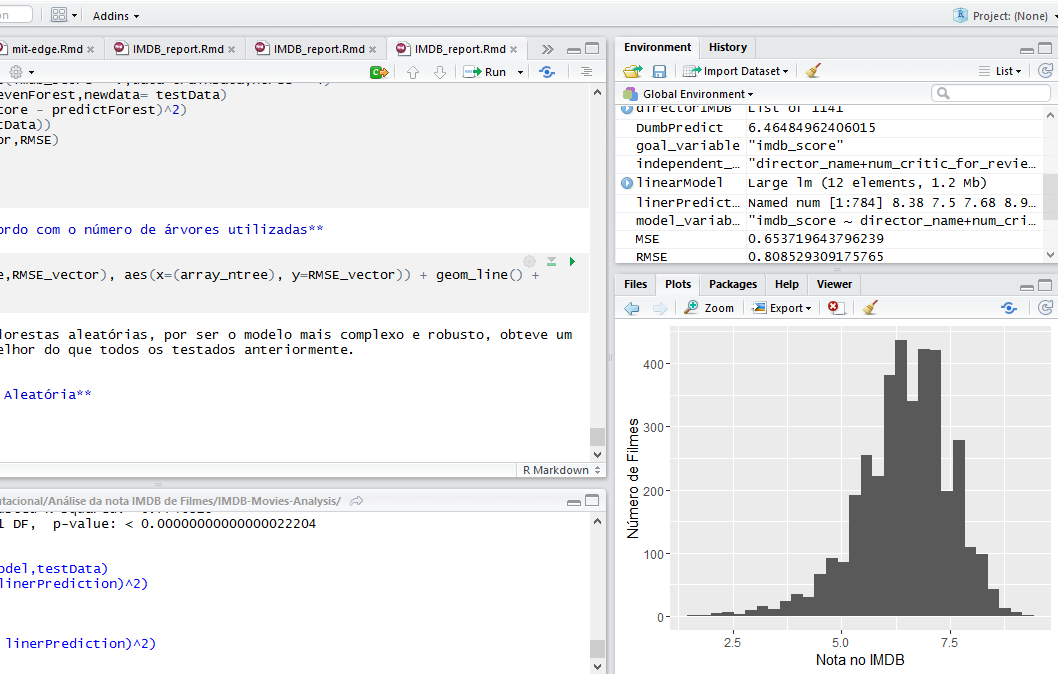 Addins
Project: (None)
mit-edge.Rmd
IMDB_report.Rmd
IMDB_report.Rmd
IMDB_report.Rmd
Run
evenForest,newdata= testData)
core - predictForest)^2)
tData))
or,RMSE)
ordo com o número de árvores utilizadas**
e,RMSE_vector), aes(x=(array_ntree), y=RMSE_vector)) + geom_line() +
lorestas aleatórias, por ser o modelo mais complexo e robusto, obteve um
elhor do que todos os testados anteriormente.
Aleatória**
R Markdown
utacional/Análise da nota IMDB de Filmes/IMDB-Movies-Analysis/
1 DF, p-value: < 0.00000000000000022204
odel,testData)
linerPrediction)^2)
linerPrediction)^2)
Environment
History
Import Dataset
List
Global Environment
directorIMDB List of 1141
DumbPredict 6.46484962406015
goal_variable "imdb_score"
independent_… "director_name+num_critic_for_revie…
linearModel Large lm (12 elements, 1.2 Mb)
linerPredict… Named num [1:784] 8.38 7.5 7.68 8.9…
model_variab… "imdb_score ~ director_name+num_cri…
MSE 0.653719643796239
RMSE 0.808529309175765
Files
Plots
Packages
Help
Viewer
Zoom
Export
Número de Filmes
400
300
200
100
0
2.5
5.0
7.5
Nota no IMDB